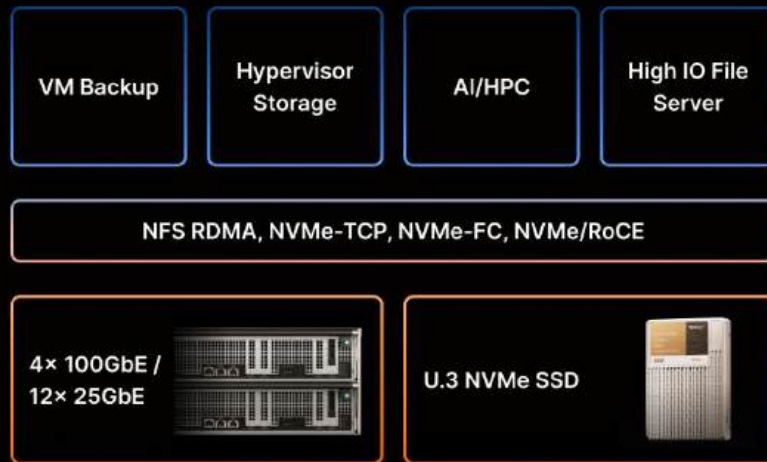 VM Backup
Hypervisor
Storage
AI/HPC
High IO File
Server
NFS RDMA, NVMe-TCP, NVMe-FC, NVMe/RoCE
4× 100GbE /
12× 25GbE
U.3 NVMe SSD